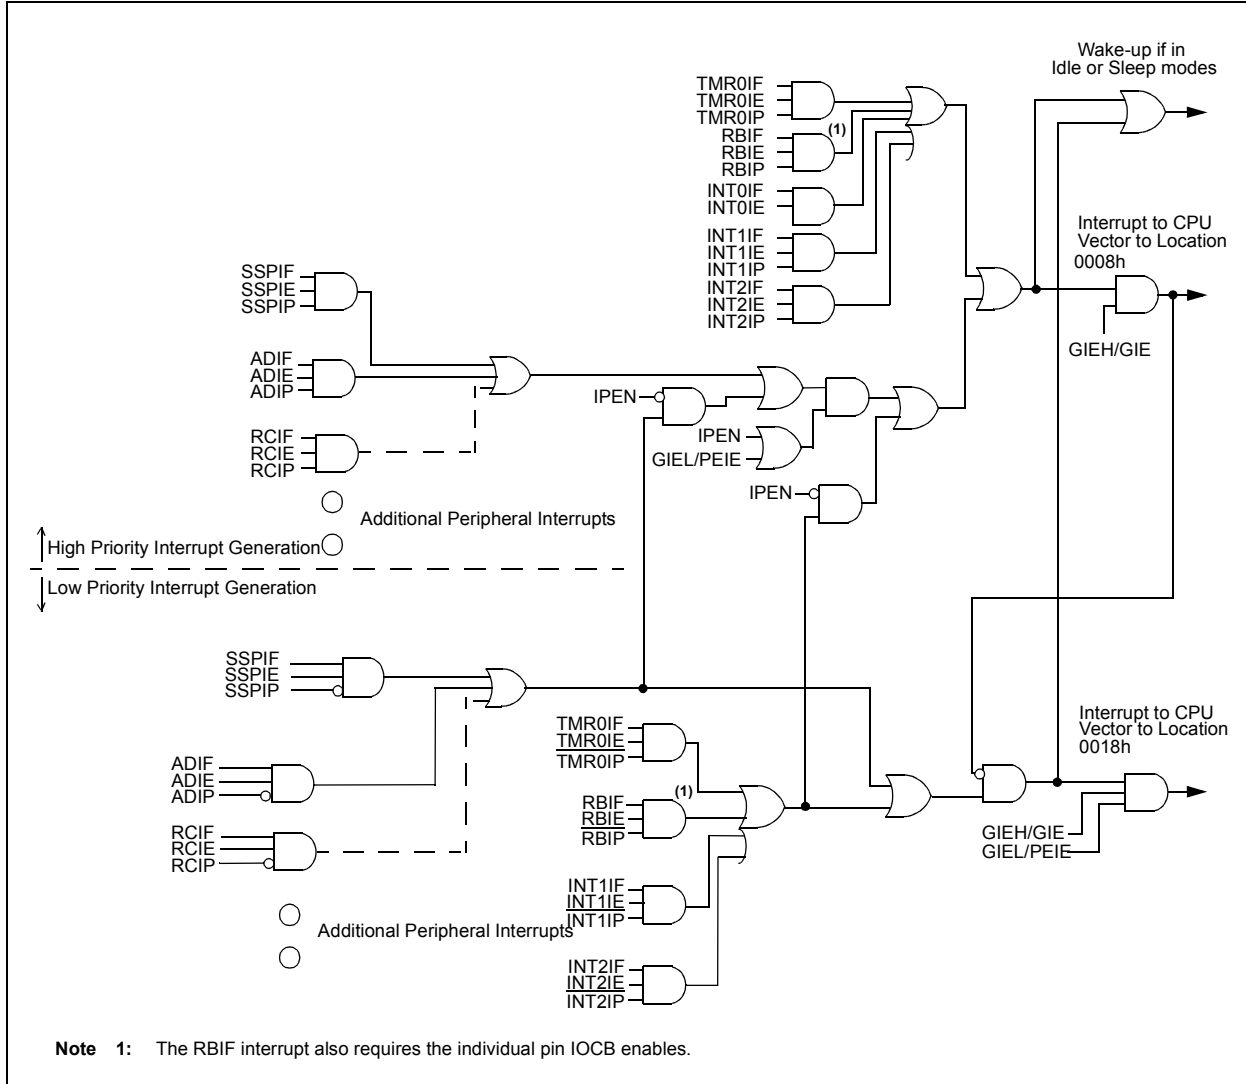 Wake-up if in
Idle or Sleep modes
TMR0IF
TMR0IE
TMR0IP
(1)
RBIF
RBIE
RBIP
INT0IF
INT0IE
INT1IF
INT1IE
INT1IP
INT2IF
INT2IE
INT2IP
Interrupt to CPU
Vector to Location
0008h
GIEH/GIE
SSPIF
SSPIE
SSPIP
ADIF
ADIE
ADIP
RCIF
RCIE
RCIP
IPEN
IPEN
GIEL/PEIE
IPEN
Additional Peripheral Interrupts
High Priority Interrupt Generation
Low Priority Interrupt Generation
SSPIF
SSPIE
SSPIP
ADIF
ADIE
ADIP
RCIF
RCIE
RCIP
Additional Peripheral Interrupts
TMR0IF
TMR0IE
TMR0IP
(1)
RBIF
RBIE
RBIP
INT1IF
INT1IE
INT1IP
INT2IF
INT2IE
INT2IP
Interrupt to CPU
Vector to Location
0018h
GIEH/GIE
GIEL/PEIE
Note 1: The RBIF interrupt also requires the individual pin IOCB enables.